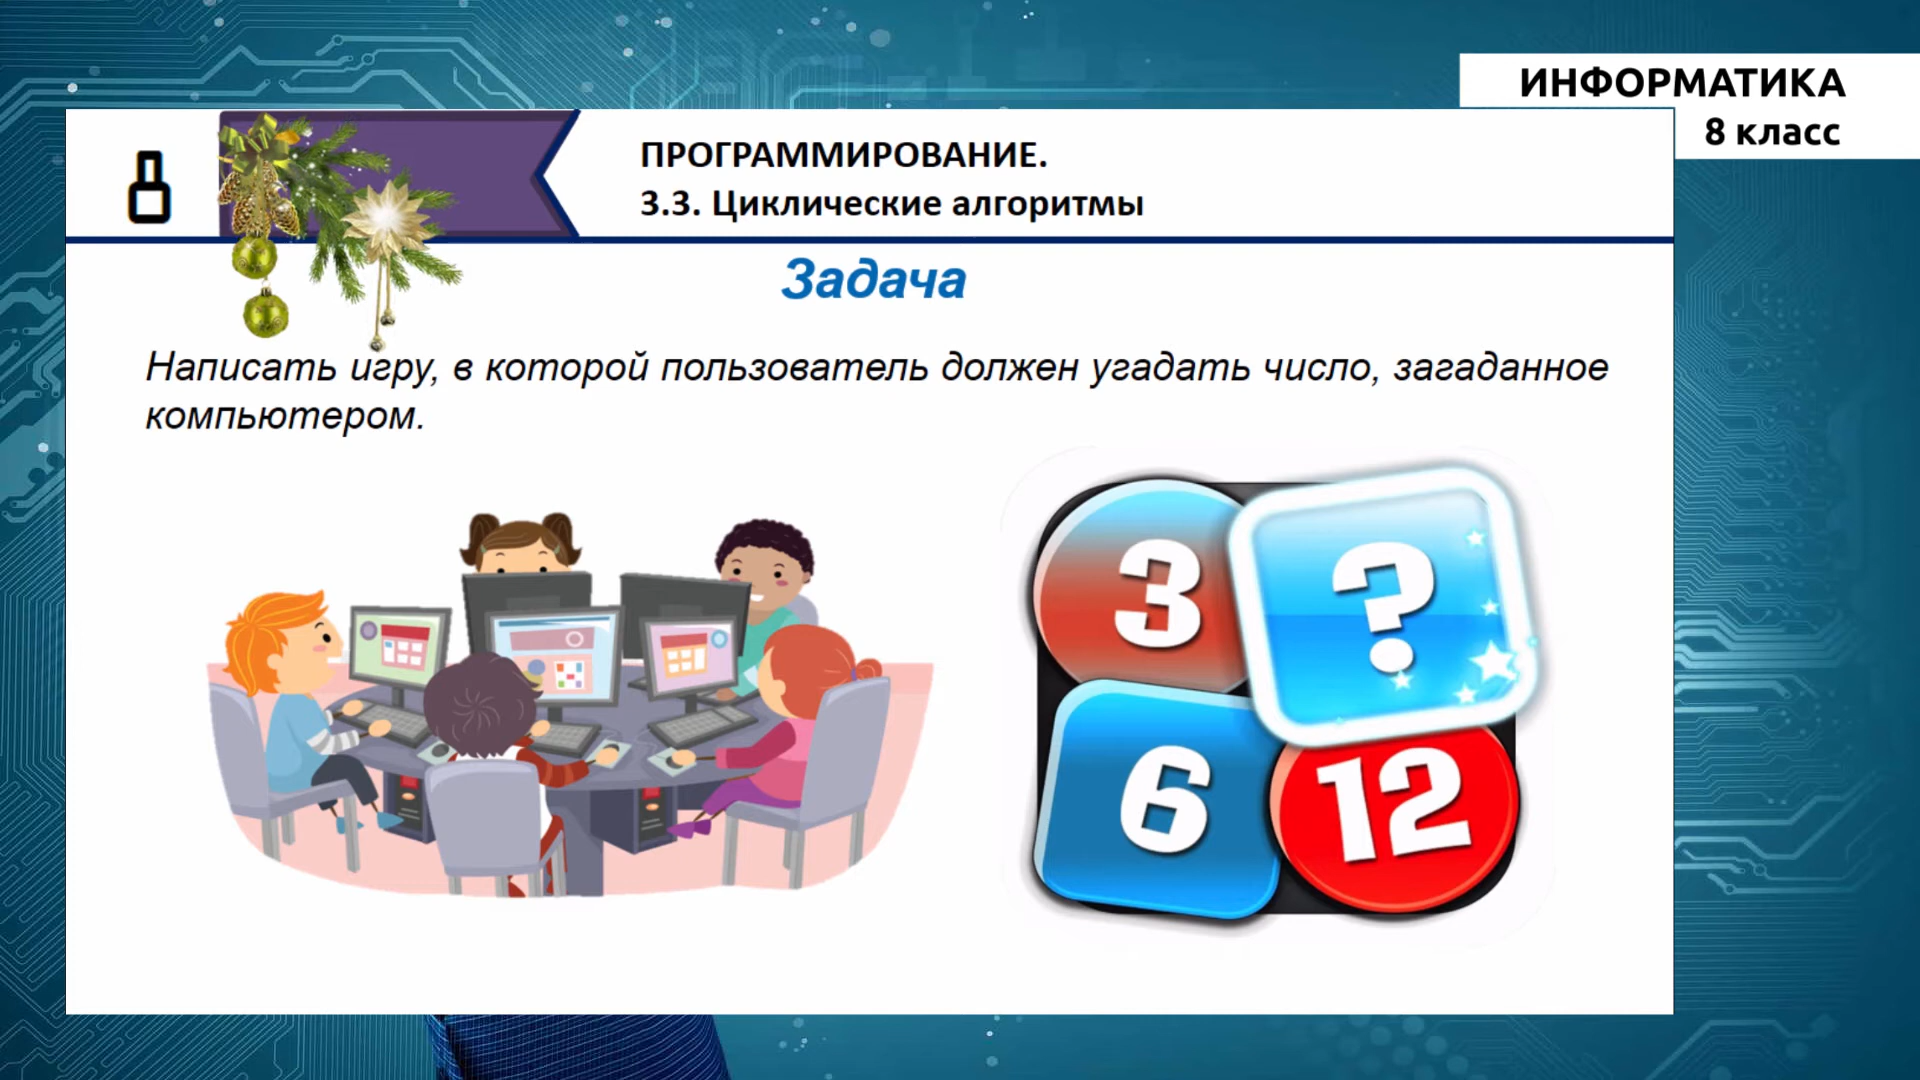 ИНФОРМАТИКА
8 класс
8
ПРОГРАММИРОВАНИЕ.
3.3. Циклические алгоритмы
Задача
Написать игру, в которой пользователь должен угадать число, загаданное
компьютером.
3
?
6
12